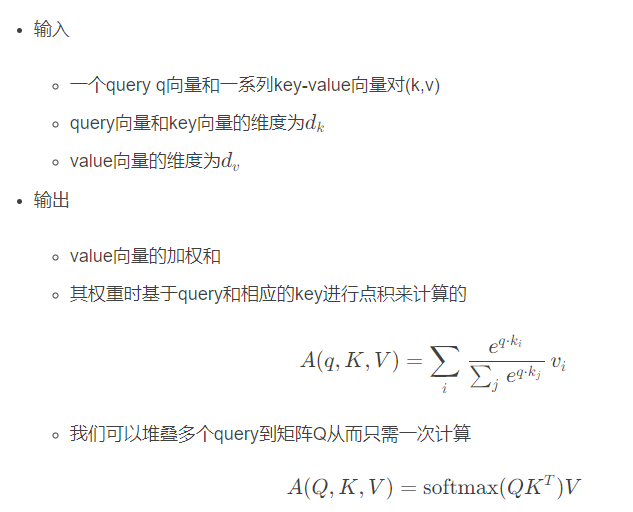 输入
一个query q向量和一系列key-value向量对(k,v)
query向量和key向量的维度为$d_k$
value向量的维度为$d_v$
输出
value向量的加权和
其权重时基于query和相应的key进行点积来计算的
$A(q, K, V) = \sum_i \frac{e^{q \cdot k_i}}{\sum_j e^{q \cdot k_j}} v_i$
我们可以堆叠多个query到矩阵Q从而只需一次计算
$A(Q, K, V) = \text{softmax}(QK^T)V$